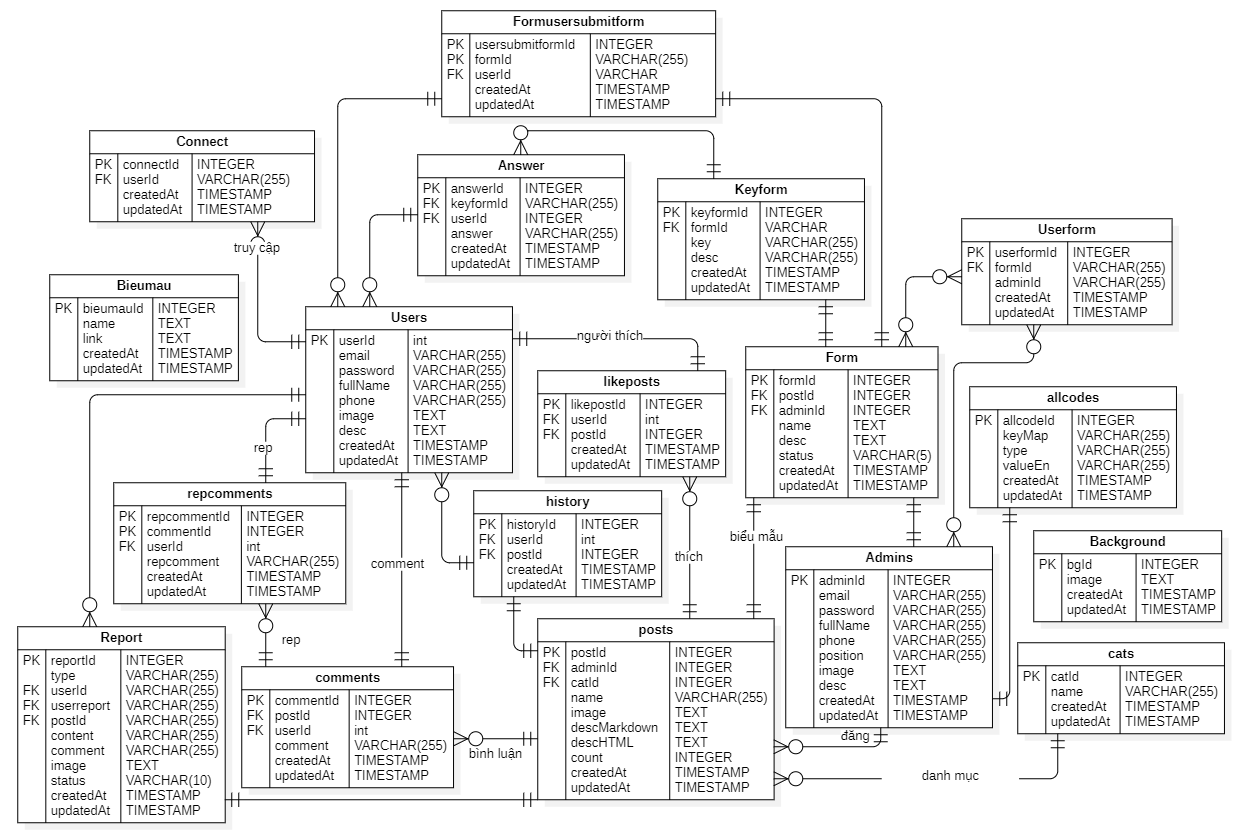 Formusersubmitform
PK usersubmitformId INTEGER
PK formId VARCHAR(255)
FK userId VARCHAR
createdAt TIMESTAMP
updatedAt TIMESTAMP
Connect
PK connectId INTEGER
FK userId VARCHAR(255)
createdAt TIMESTAMP
updatedAt TIMESTAMP
truy cập
Answer
PK answerId INTEGER
FK keyformId VARCHAR(255)
FK userId INTEGER
answer VARCHAR(255)
createdAt TIMESTAMP
updatedAt TIMESTAMP
Keyform
PK keyformId INTEGER
FK formId VARCHAR
key VARCHAR(255)
desc VARCHAR(255)
createdAt TIMESTAMP
updatedAt TIMESTAMP
Userform
PK userformId INTEGER
FK formId VARCHAR(255)
adminId VARCHAR(255)
createdAt TIMESTAMP
updatedAt TIMESTAMP
Bieumau
PK bieumauId INTEGER
name TEXT
link TEXT
createdAt TIMESTAMP
updatedAt TIMESTAMP
Users
PK userId int
email VARCHAR(255)
password VARCHAR(255)
fullName VARCHAR(255)
phone VARCHAR(255)
image TEXT
desc TEXT
createdAt TIMESTAMP
updatedAt TIMESTAMP
người thích
likeposts
PK likepostId INTEGER
FK userId int
FK postId INTEGER
createdAt TIMESTAMP
updatedAt TIMESTAMP
Form
PK formId INTEGER
FK postId INTEGER
FK adminId INTEGER
name TEXT
desc TEXT
status VARCHAR(5)
createdAt TIMESTAMP
updatedAt TIMESTAMP
allcodes
PK allcodeId INTEGER
keyMap VARCHAR(255)
type VARCHAR(255)
valueEn VARCHAR(255)
createdAt TIMESTAMP
updatedAt TIMESTAMP
rep
repcomments
PK repcommentId INTEGER
PK commentId INTEGER
FK userId int
repcomment VARCHAR(255)
createdAt TIMESTAMP
updatedAt TIMESTAMP
history
PK historyId INTEGER
FK userId int
FK postId INTEGER
createdAt TIMESTAMP
updatedAt TIMESTAMP
comment
thích
biểu mẫu
Admins
PK adminId INTEGER
email VARCHAR(255)
password VARCHAR(255)
fullName VARCHAR(255)
phone VARCHAR(255)
position VARCHAR(255)
image TEXT
desc TEXT
createdAt TIMESTAMP
updatedAt TIMESTAMP
Background
PK bgId INTEGER
image TEXT
createdAt TIMESTAMP
updatedAt TIMESTAMP
Report
PK reportId INTEGER
type VARCHAR(255)
FK userId VARCHAR(255)
FK userreport VARCHAR(255)
FK postId VARCHAR(255)
content VARCHAR(255)
comment VARCHAR(255)
image TEXT
status VARCHAR(10)
createdAt TIMESTAMP
updatedAt TIMESTAMP
rep
comments
PK commentId INTEGER
FK postId INTEGER
FK userId int
comment VARCHAR(255)
createdAt TIMESTAMP
updatedAt TIMESTAMP
bình luận
posts
PK postId INTEGER
FK adminId INTEGER
FK catId INTEGER
name VARCHAR(255)
image TEXT
descMarkdown TEXT
descHTML TEXT
count INTEGER
createdAt TIMESTAMP
updatedAt TIMESTAMP
cats
PK catId INTEGER
name VARCHAR(255)
createdAt TIMESTAMP
updatedAt TIMESTAMP
đăng
danh mục